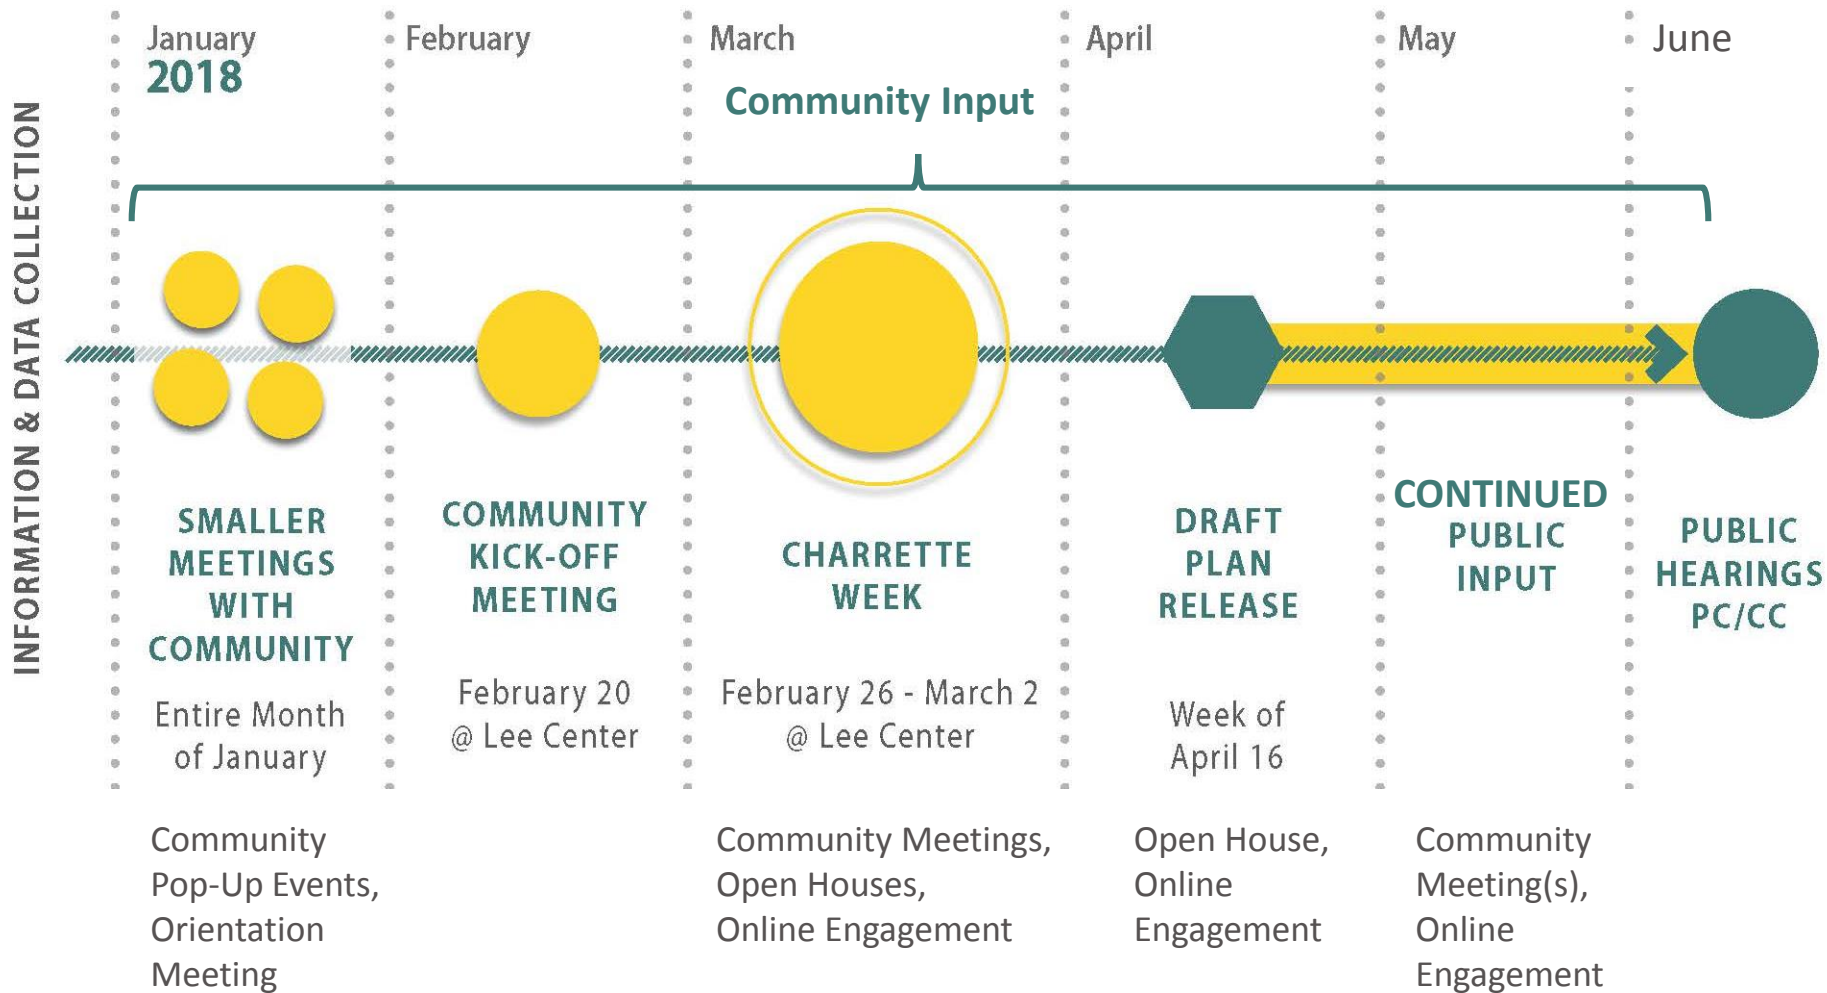 INFORMATION & DATA COLLECTION
January
2018
February
March
April
May
June
Community Input
SMALLER
MEETINGS
WITH
COMMUNITY
Entire Month
of January
Community
Pop-Up Events,
Orientation
Meeting
COMMUNITY
KICK-OFF
MEETING
February 20
@ Lee Center
CHARRETTE
WEEK
February 26 - March 2
@ Lee Center
Community Meetings,
Open Houses,
Online Engagement
DRAFT
PLAN
RELEASE
Week of
April 16
Open House,
Online
Engagement
CONTINUED
PUBLIC
INPUT
Community
Meeting(s),
Online
Engagement
PUBLIC
HEARINGS
PC/CC